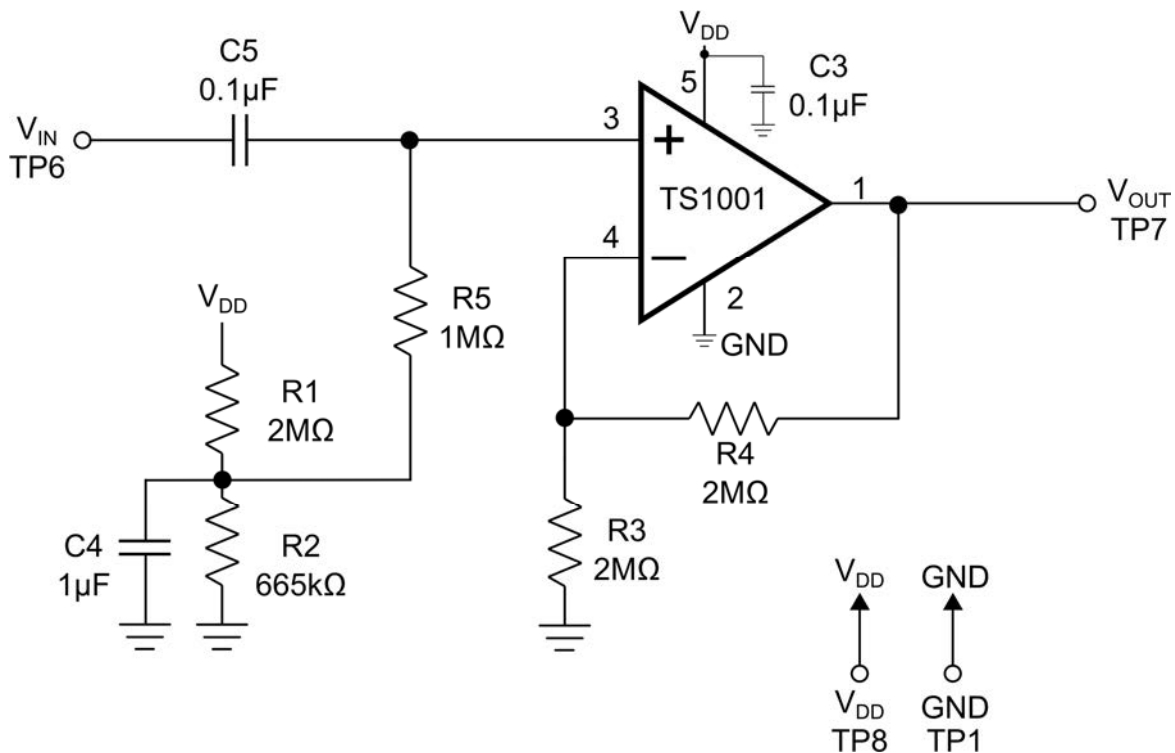 C5
0.1µF
V_IN
TP6
V_DD
C3
0.1µF
5
3
+
TS1001
1
V_OUT
TP7
4
−
2
GND
R5
1MΩ
V_DD
R1
2MΩ
R4
2MΩ
C4
1µF
R2
665kΩ
R3
2MΩ
V_DD
GND
V_DD
TP8
GND
TP1